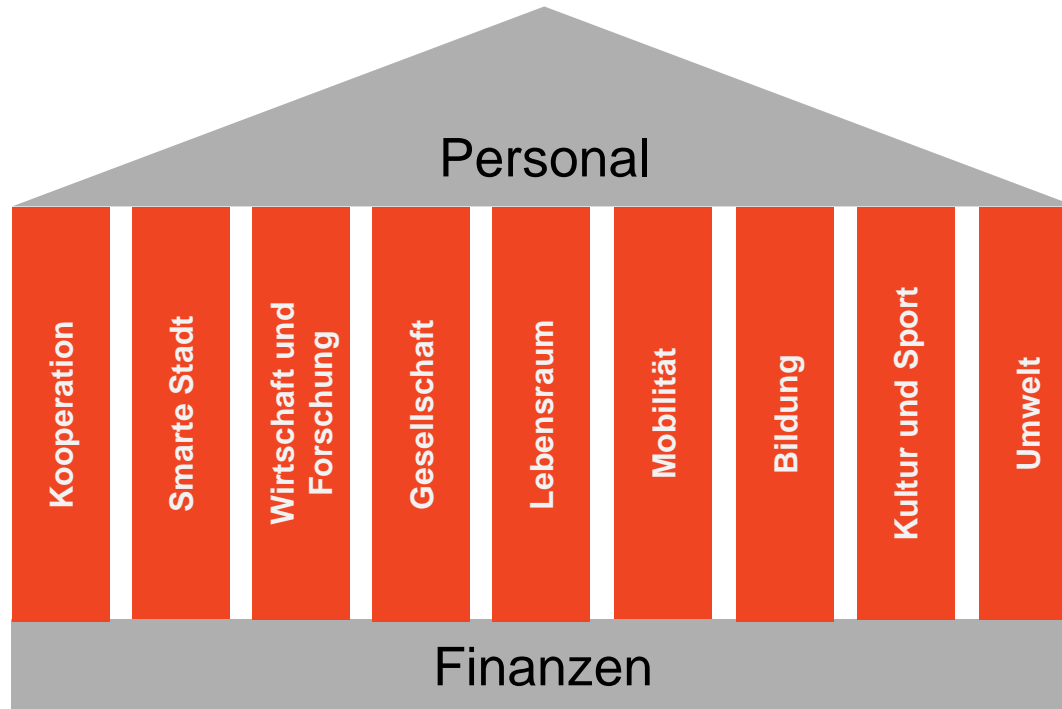 Personal
Kooperation
Smarte Stadt
Wirtschaft und
Forschung
Gesellschaft
Lebensraum
Mobilität
Bildung
Kultur und Sport
Umwelt
Finanzen